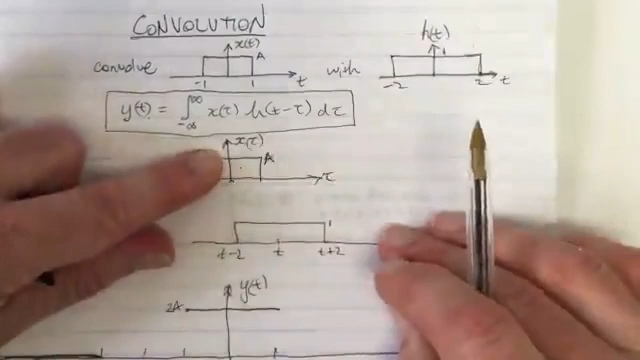 CONVOLUTION
x(t)
A
convolve
-1
1
t
with
h(t)
1
-2
2
t
y(t) = ∫_{-∞}^{∞} x(τ) h(t-τ) dτ
x(τ)
A
τ
1
t-2
t
t+2
y(t)
2A